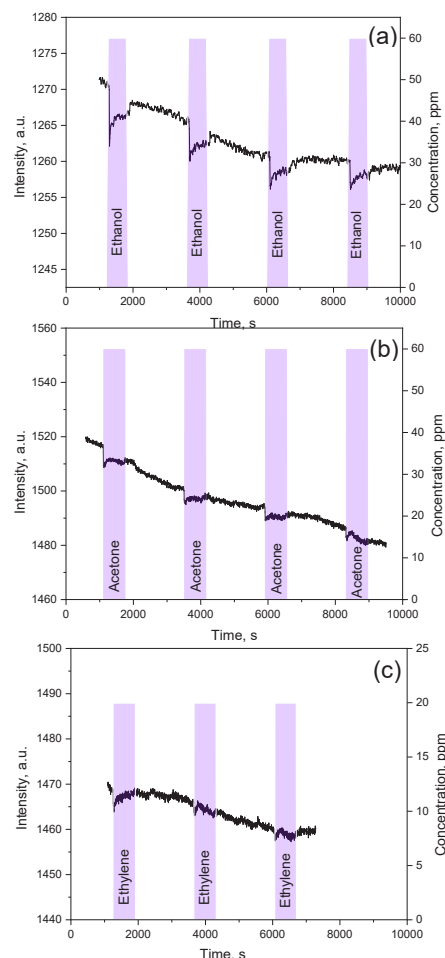 (a)
1280
1275
1270
1265
1260
1255
1250
1245
60
50
40
30
20
10
0
Intensity, a.u.
Concentration, ppm
Ethanol
Ethanol
Ethanol
Ethanol
0 2000 4000 6000 8000 10000
Time, s
(b)
1560
1540
1520
1500
1480
1460
60
50
40
30
20
10
0
Intensity, a.u.
Concentration, ppm
Acetone
Acetone
Acetone
Acetone
0 2000 4000 6000 8000 10000
Time, s
(c)
1500
1490
1480
1470
1460
1450
1440
25
20
15
10
5
0
Intensity, a.u.
Concentration, ppm
Ethylene
Ethylene
Ethylene
0 2000 4000 6000 8000 10000
Time, s